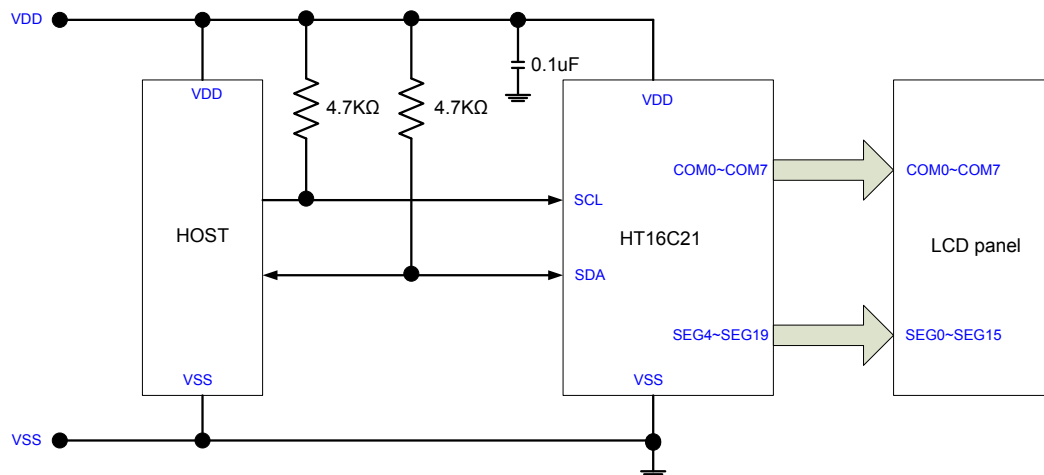 VDD
0.1uF
VDD
4.7KΩ
4.7KΩ
VDD
COM0~COM7
COM0~COM7
SCL
HOST
HT16C21
LCD panel
SDA
SEG4~SEG19
SEG0~SEG15
VSS
VSS
VSS